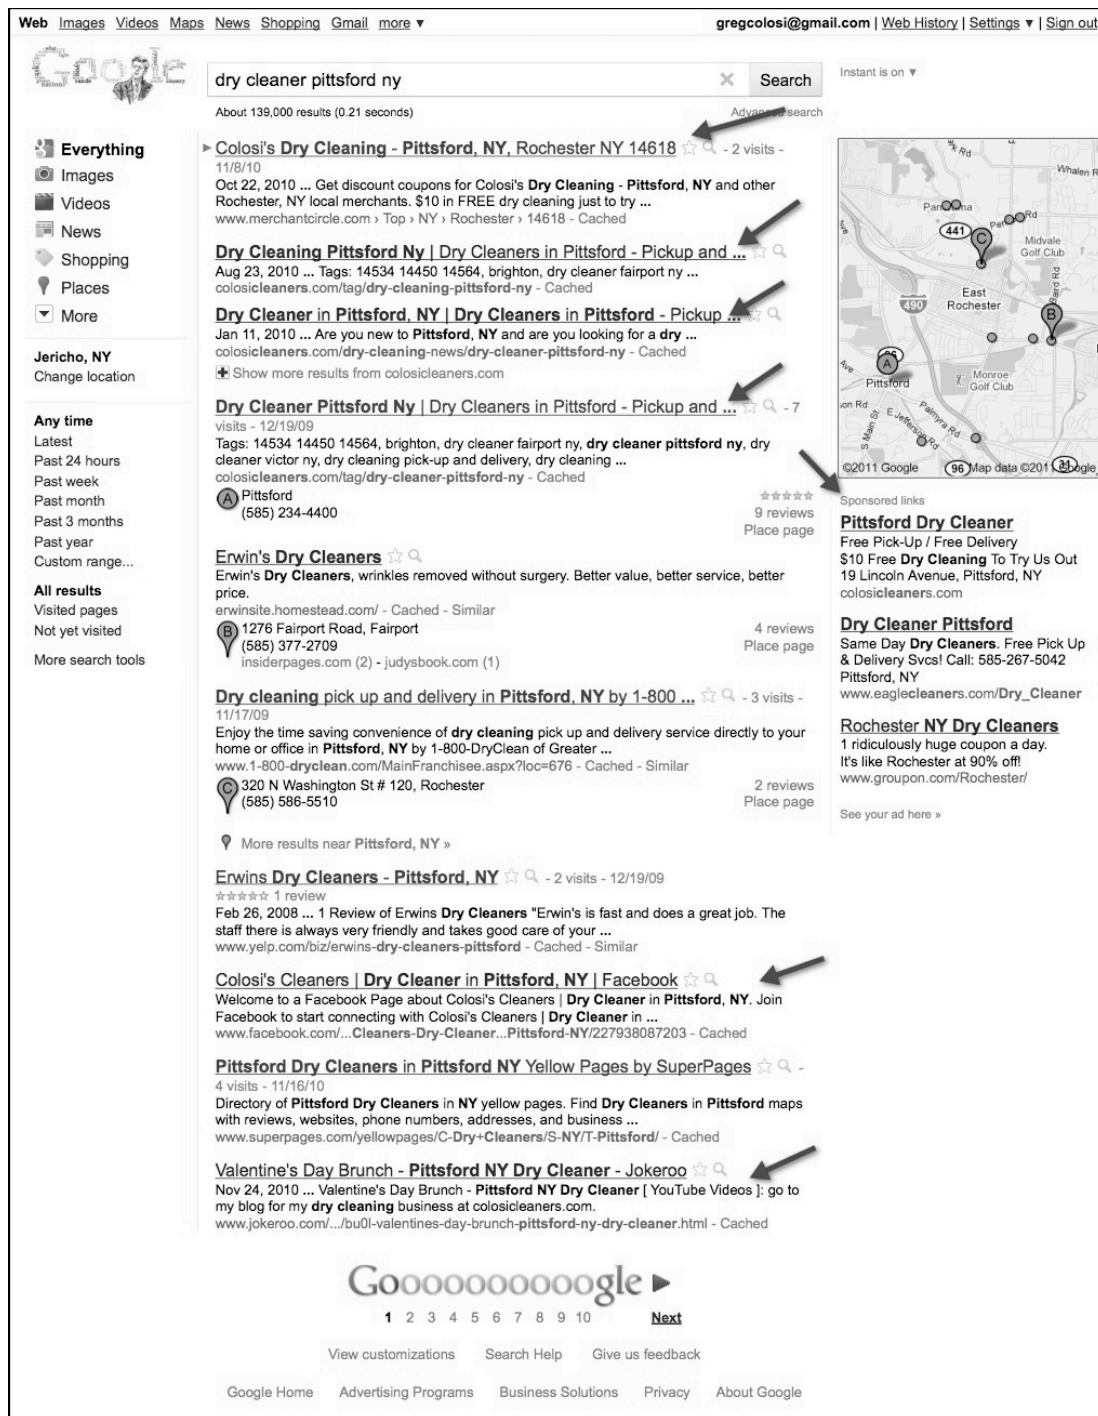 Web Images Videos Maps News Shopping Gmail more ▼
gregcolosi@gmail.com | Web History | Settings ▼ | Sign out
dry cleaner pittsford ny
Search
Instant is on ▼
About 139,000 results (0.21 seconds)
Advanced search
Everything
Images
Videos
News
Shopping
Places
More
Jericho, NY
Change location
Any time
Latest
Past 24 hours
Past week
Past month
Past 3 months
Past year
Custom range...
All results
Visited pages
Not yet visited
More search tools
Colosi's Dry Cleaning - Pittsford, NY, Rochester NY 14618 - 2 visits -
11/8/10
Oct 22, 2010 ... Get discount coupons for Colosi's Dry Cleaning - Pittsford, NY and other
Rochester, NY local merchants. $10 in FREE dry cleaning just to try ...
www.merchantcircle.com › Top › NY › Rochester › 14618 - Cached
Dry Cleaning Pittsford Ny | Dry Cleaners in Pittsford - Pickup and ...
Aug 23, 2010 ... Tags: 14534 14450 14564, brighton, dry cleaner fairport ny ...
colosicleaners.com/tag/dry-cleaning-pittsford-ny - Cached
Dry Cleaner in Pittsford, NY | Dry Cleaners in Pittsford - Pickup ...
Jan 11, 2010 ... Are you new to Pittsford, NY and are you looking for a dry ...
colosicleaners.com/dry-cleaning-news/dry-cleaner-pittsford-ny - Cached
Show more results from colosicleaners.com
Dry Cleaner Pittsford Ny | Dry Cleaners in Pittsford - Pickup and ... - 7
visits - 12/19/09
Tags: 14534 14450 14564, brighton, dry cleaner fairport ny, dry cleaner pittsford ny, dry
cleaner victor ny, dry cleaning pick-up and delivery, dry cleaning ...
colosicleaners.com/tag/dry-cleaner-pittsford-ny - Cached
A Pittsford
(585) 234-4400
9 reviews
Place page
Erwin's Dry Cleaners
Erwin's Dry Cleaners, wrinkles removed without surgery. Better value, better service, better
price.
erwinsite.homestead.com/ - Cached - Similar
B 1276 Fairport Road, Fairport
(585) 377-2709
insiderpages.com (2) - judysbook.com (1)
4 reviews
Place page
Dry cleaning pick up and delivery in Pittsford, NY by 1-800 ... - 3 visits -
11/17/09
Enjoy the time saving convenience of dry cleaning pick up and delivery service directly to your
home or office in Pittsford, NY by 1-800-DryClean of Greater ...
www.1-800-dryclean.com/MainFranchisee.aspx?loc=676 - Cached - Similar
C 320 N Washington St # 120, Rochester
(585) 586-5510
2 reviews
Place page
More results near Pittsford, NY »
Erwins Dry Cleaners - Pittsford, NY - 2 visits - 12/19/09
1 review
Feb 26, 2008 ... 1 Review of Erwins Dry Cleaners "Erwin's is fast and does a great job. The
staff there is always very friendly and takes good care of your ...
www.yelp.com/biz/erwins-dry-cleaners-pittsford - Cached - Similar
Colosi's Cleaners | Dry Cleaner in Pittsford, NY | Facebook
Welcome to a Facebook Page about Colosi's Cleaners | Dry Cleaner in Pittsford, NY. Join
Facebook to start connecting with Colosi's Cleaners | Dry Cleaner in ...
www.facebook.com/...Cleaners-Dry-Cleaner...Pittsford-NY/227938087203 - Cached
Pittsford Dry Cleaners in Pittsford NY Yellow Pages by SuperPages -
4 visits - 11/16/10
Directory of Pittsford Dry Cleaners in NY yellow pages. Find Dry Cleaners in Pittsford maps
with reviews, websites, phone numbers, addresses, and business ...
www.superpages.com/yellowpages/C-Dry+Cleaners/S-NY/T-Pittsford/ - Cached
Valentine's Day Brunch - Pittsford NY Dry Cleaner - Jokeroo
Nov 24, 2010 ... Valentine's Day Brunch - Pittsford NY Dry Cleaner [ YouTube Videos ]: go to
my blog for my dry cleaning business at colosicleaners.com.
www.jokeroo.com/.../bu0l-valentines-day-brunch-pittsford-ny-dry-cleaner.html - Cached
Whalen R
441
Midvale
Golf Club
C
East
Rochester
490
B
A
Pittsford
Monroe
Golf Club
S Main St
E Jefferson Rd
Palmyra Rd
©2011 Google
96
Map data ©2011 Google
31
Sponsored links
Pittsford Dry Cleaner
Free Pick-Up / Free Delivery
$10 Free Dry Cleaning To Try Us Out
19 Lincoln Avenue, Pittsford, NY
colosicleaners.com
Dry Cleaner Pittsford
Same Day Dry Cleaners. Free Pick Up
& Delivery Svcs! Call: 585-267-5042
Pittsford, NY
www.eaglecleaners.com/Dry_Cleaner
Rochester NY Dry Cleaners
1 ridiculously huge coupon a day.
It's like Rochester at 90% off!
www.groupon.com/Rochester/
See your ad here »
Goooooooooogle
1 2 3 4 5 6 7 8 9 10 Next
View customizations Search Help Give us feedback
Google Home Advertising Programs Business Solutions Privacy About Google